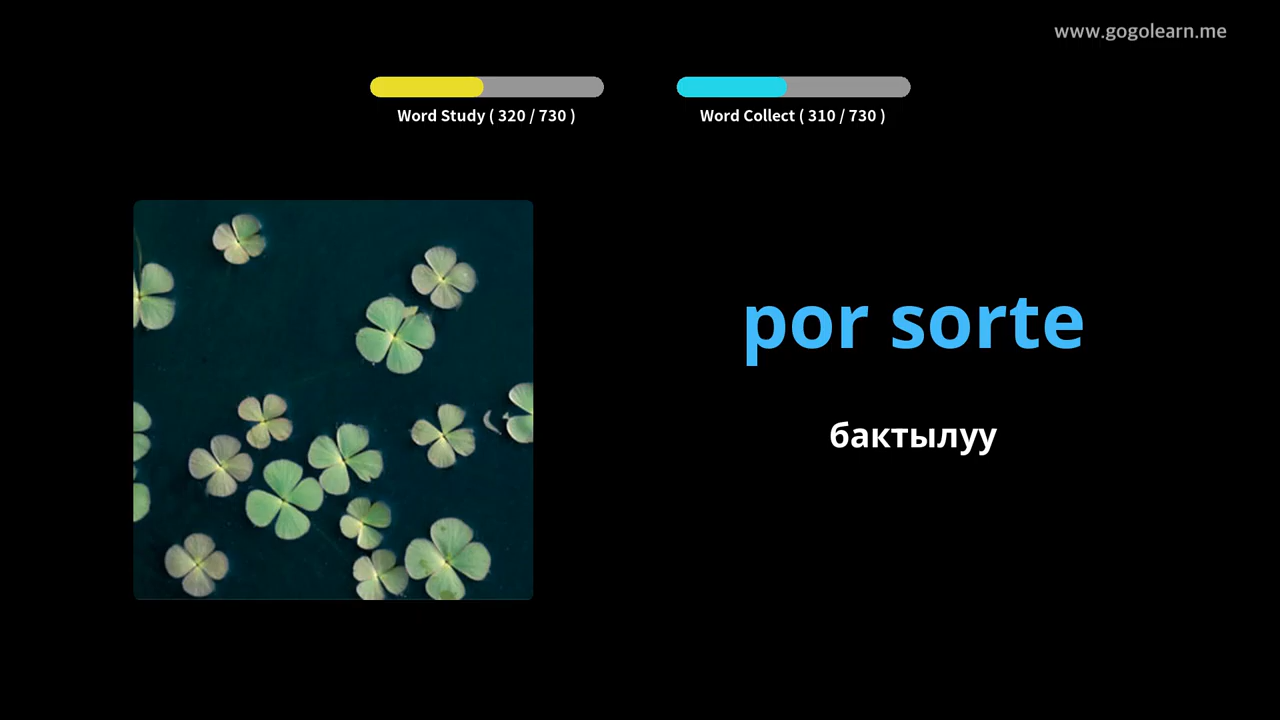 www.gogolearn.me
Word Study ( 320 / 730 )
Word Collect ( 310 / 730 )
por sorte
бактылуу